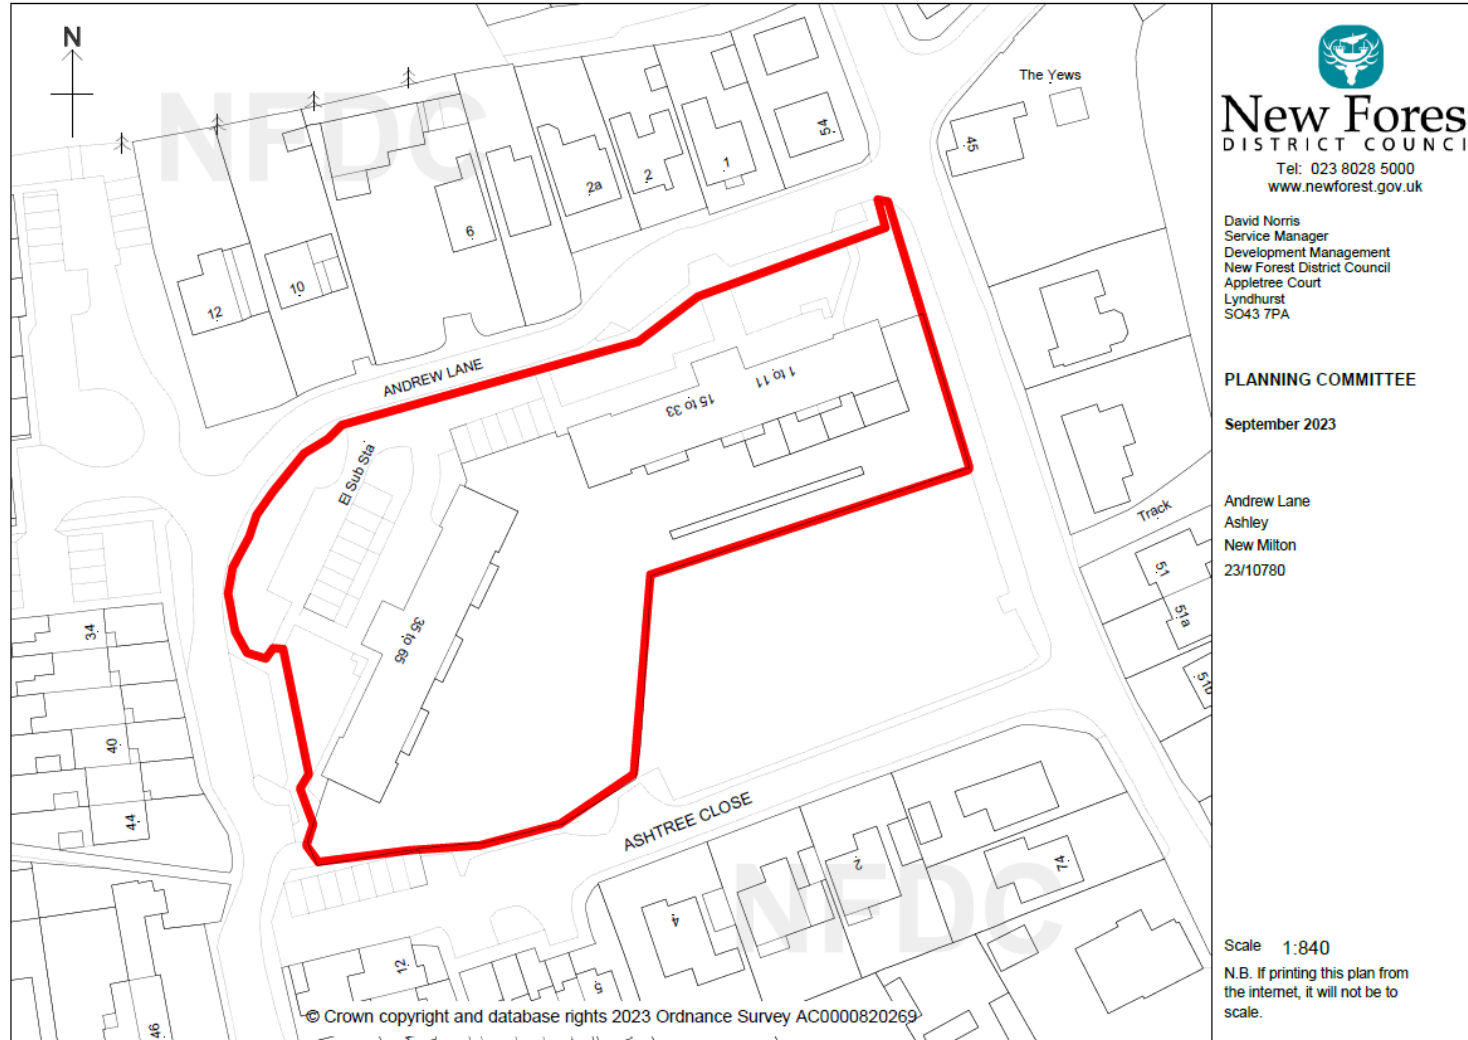 N
NFDC
The Yews
54
45
1
2
2a
6
10
12
ANDREW LANE
1 to 11
15 to 33
El Sub Sta
35 to 65
Track
51
51a
51b
34
40
44
46
ASHTREE CLOSE
2
74
4
12
5
NFDC
© Crown copyright and database rights 2023 Ordnance Survey AC0000820269
New Fores
DISTRICT COUNCI
Tel: 023 8028 5000
www.newforest.gov.uk
David Norris
Service Manager
Development Management
New Forest District Council
Appletree Court
Lyndhurst
SO43 7PA
PLANNING COMMITTEE
September 2023
Andrew Lane
Ashley
New Milton
23/10780
Scale 1:840
N.B. If printing this plan from
the internet, it will not be to
scale.